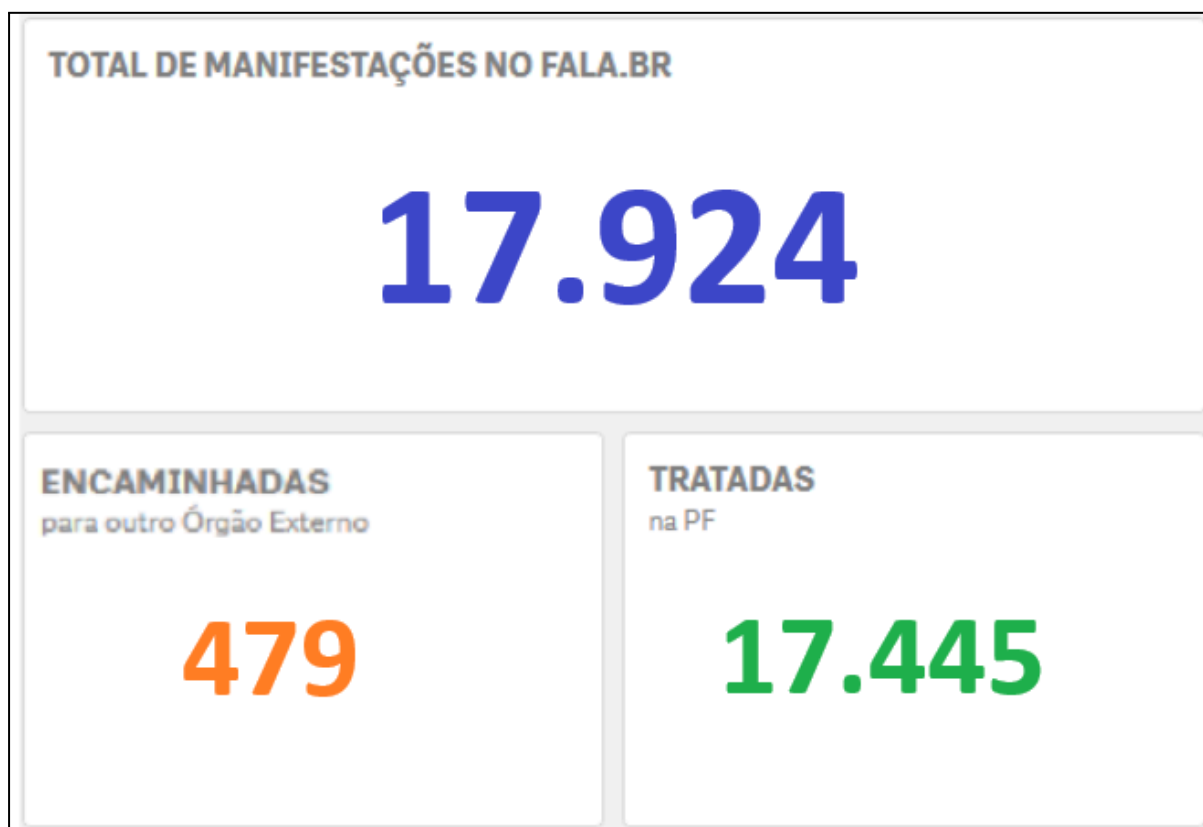 TOTAL DE MANIFESTAÇÕES NO FALA.BR
17.924
ENCAMINHADAS
para outro Órgão Externo
479
TRATADAS
na PF
17.445